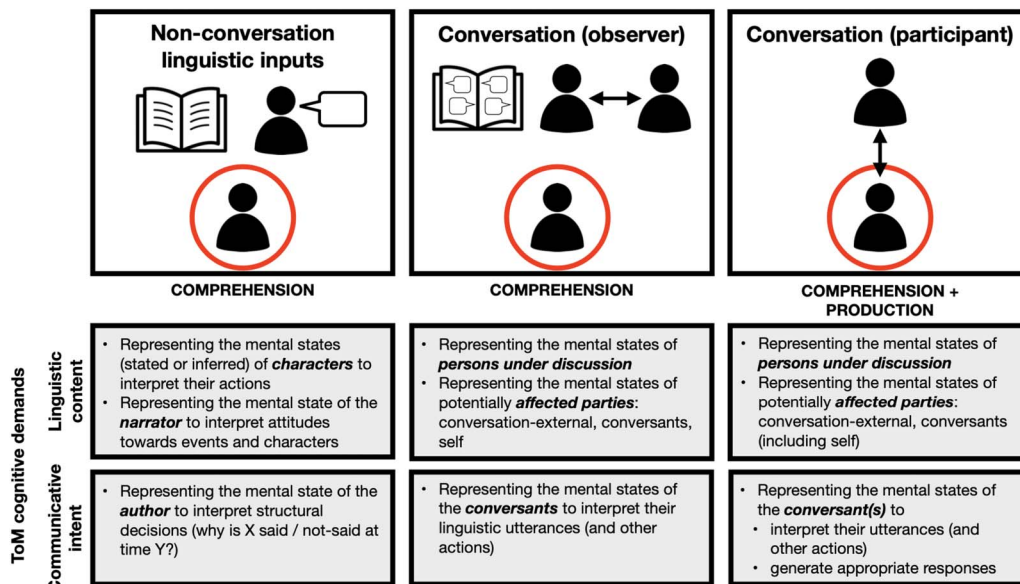 Non-conversation
linguistic inputs
Conversation (observer)
Conversation (participant)
COMPREHENSION
COMPREHENSION
COMPREHENSION +
PRODUCTION
ToM cognitive demands
Linguistic
content
• Representing the mental states
(stated or inferred) of characters to
interpret their actions
• Representing the mental state of the
narrator to interpret attitudes
towards events and characters
• Representing the mental states of
persons under discussion
• Representing the mental states of
potentially affected parties:
conversation-external, conversants,
self
• Representing the mental states of
persons under discussion
• Representing the mental states of
potentially affected parties:
conversation-external, conversants
(including self)
Communicative
intent
• Representing the mental state of the
author to interpret structural
decisions (why is X said / not-said at
time Y?)
• Representing the mental states of
the conversants to interpret their
linguistic utterances (and other
actions)
• Representing the mental states of
the conversant(s) to
• interpret their utterances (and
other actions)
• generate appropriate responses